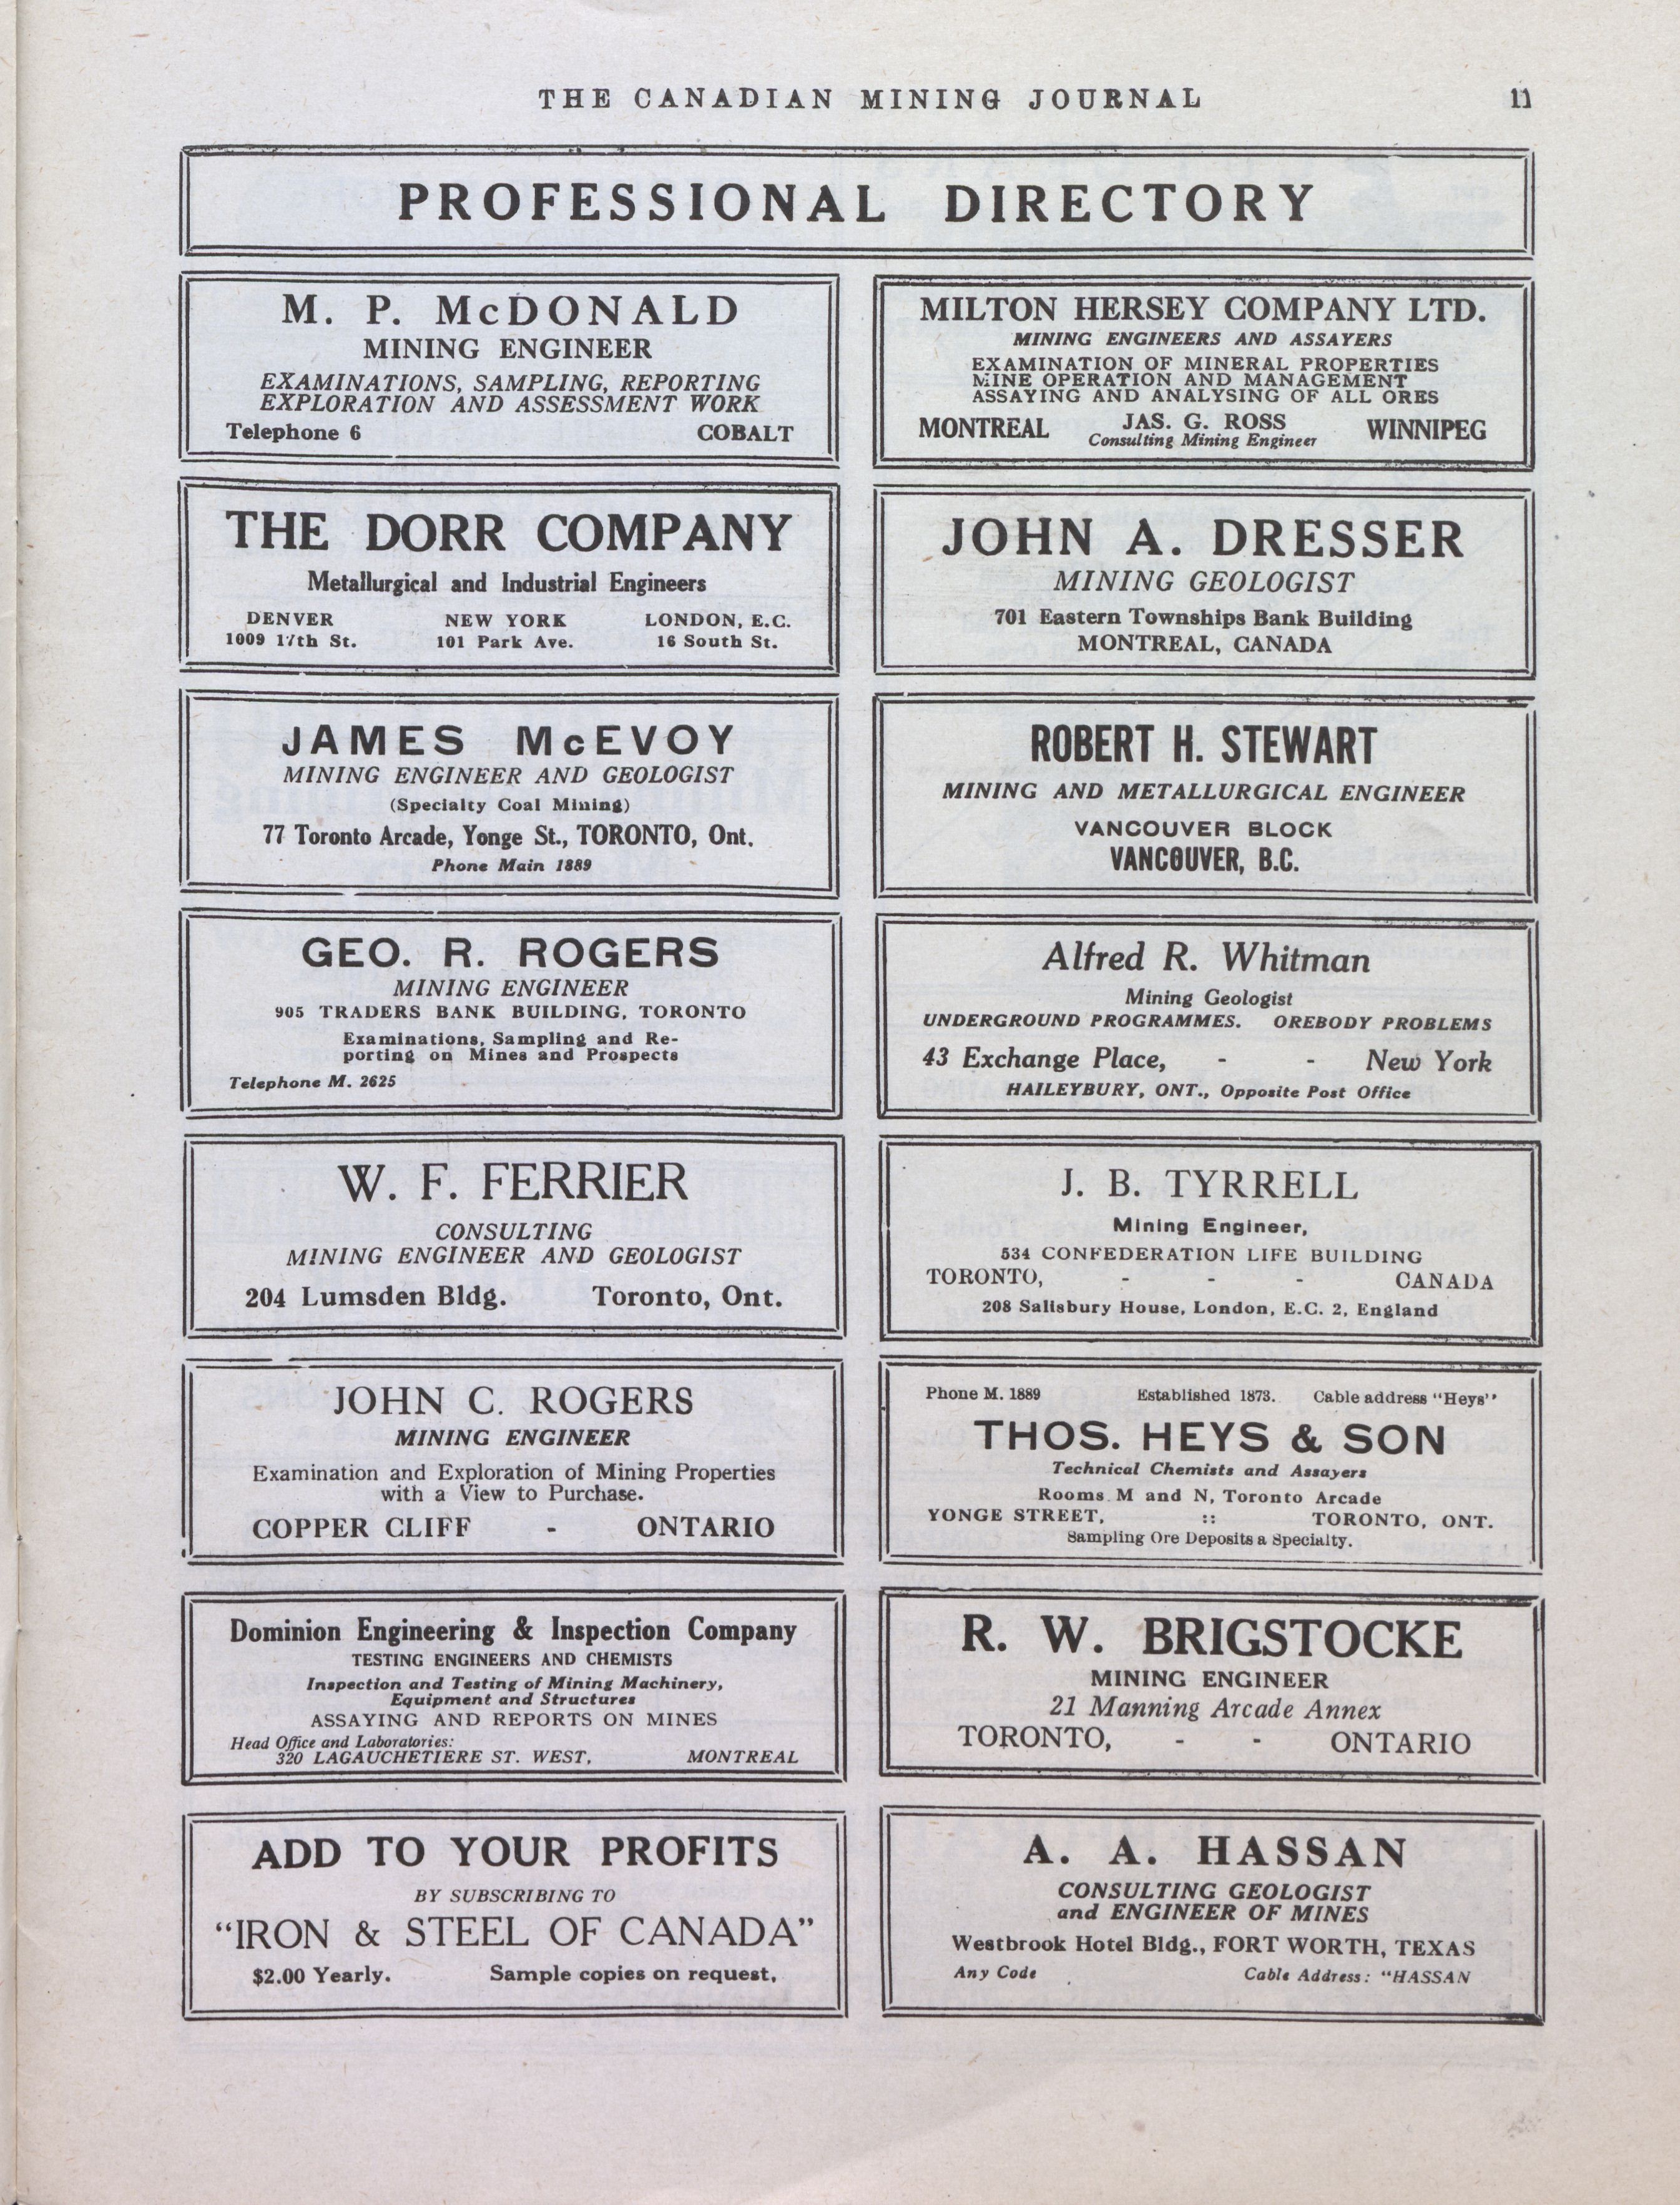 THE CANADIAN MINING JOURNAL 11
PROFESSIONAL DIRECTORY
M. P. McDONALD
MINING ENGINEER
EXAMINATIONS, SAMPLING, REPORTING
EXPLORATION AND ASSESSMENT WORK
Telephone 6 COBALT
MILTON HERSEY COMPANY LTD.
MINING ENGINEERS AND ASSAYERS
EXAMINATION OF MINERAL PROPERTIES
MINE OPERATION AND MANAGEMENT
ASSAYING AND ANALYSING OF ALL ORES
MONTREAL JAS. G. ROSS WINNIPEG
Consulting Mining Engineer
THE DORR COMPANY
Metallurgical and Industrial Engineers
DENVER NEW YORK LONDON, E.C.
1009 17th St. 101 Park Ave. 16 South St.
JOHN A. DRESSER
MINING GEOLOGIST
701 Eastern Townships Bank Building
MONTREAL, CANADA
JAMES McEVOY
MINING ENGINEER AND GEOLOGIST
(Specialty Coal Mining)
77 Toronto Arcade, Yonge St., TORONTO, Ont.
Phone Main 1889
ROBERT H. STEWART
MINING AND METALLURGICAL ENGINEER
VANCOUVER BLOCK
VANCOUVER, B.C.
GEO. R. ROGERS
MINING ENGINEER
905 TRADERS BANK BUILDING, TORONTO
Examinations, Sampling and Re-
porting on Mines and Prospects
Telephone M. 2625
Alfred R. Whitman
Mining Geologist
UNDERGROUND PROGRAMMES. OREBODY PROBLEMS
43 Exchange Place, - - New York
HAILEYBURY, ONT., Opposite Post Office
W. F. FERRIER
CONSULTING
MINING ENGINEER AND GEOLOGIST
204 Lumsden Bldg. Toronto, Ont.
J. B. TYRRELL
Mining Engineer,
534 CONFEDERATION LIFE BUILDING
TORONTO, - - - CANADA
208 Salisbury House, London, E.C. 2, England
JOHN C. ROGERS
MINING ENGINEER
Examination and Exploration of Mining Properties
with a View to Purchase.
COPPER CLIFF - ONTARIO
Phone M. 1889 Established 1873. Cable address "Heys"
THOS. HEYS & SON
Technical Chemists and Assayers
Rooms M and N, Toronto Arcade
YONGE STREET, :: TORONTO, ONT.
Sampling Ore Deposits a Specialty.
Dominion Engineering & Inspection Company
TESTING ENGINEERS AND CHEMISTS
Inspection and Testing of Mining Machinery,
Equipment and Structures
ASSAYING AND REPORTS ON MINES
Head Office and Laboratories:
320 LAGAUCHETIERE ST. WEST, MONTREAL
R. W. BRIGSTOCKE
MINING ENGINEER
21 Manning Arcade Annex
TORONTO, - - ONTARIO
ADD TO YOUR PROFITS
BY SUBSCRIBING TO
"IRON & STEEL OF CANADA"
$2.00 Yearly. Sample copies on request.
A. A. HASSAN
CONSULTING GEOLOGIST
and ENGINEER OF MINES
Westbrook Hotel Bldg., FORT WORTH, TEXAS
Any Code Cable Address: "HASSAN